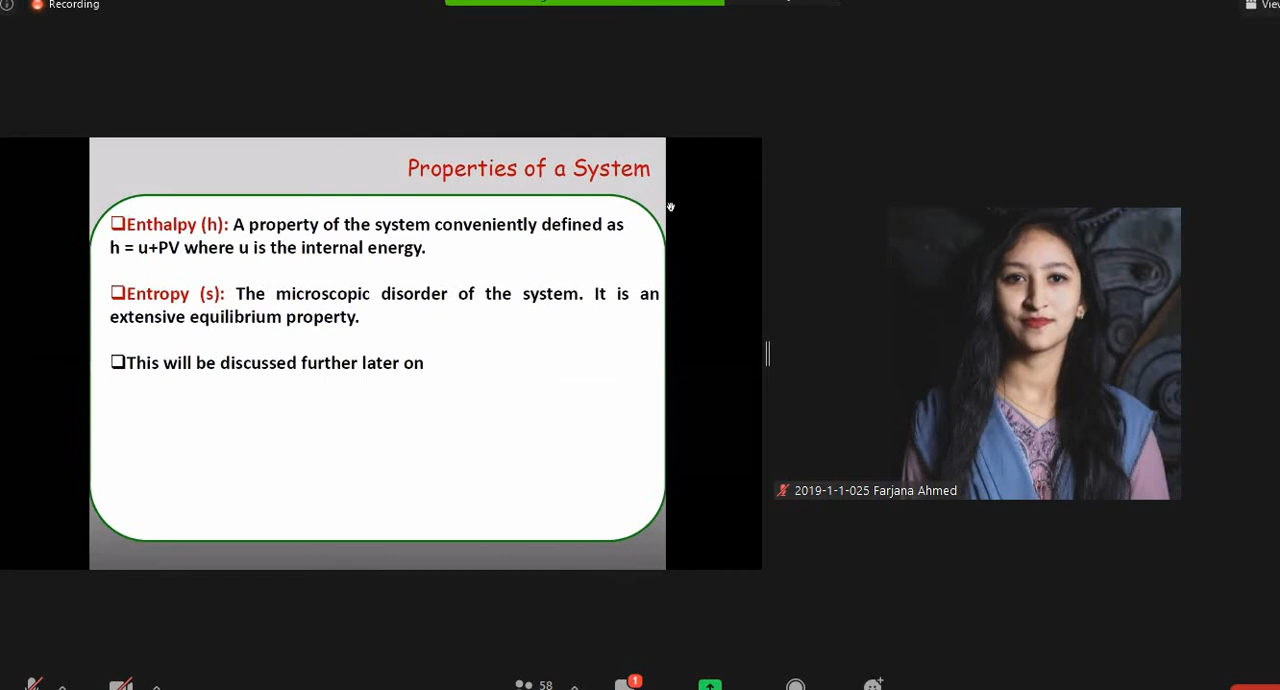 Recording
View
Properties of a System
Enthalpy (h): A property of the system conveniently defined as
h = u+PV where u is the internal energy.
Entropy (s): The microscopic disorder of the system. It is an
extensive equilibrium property.
This will be discussed further later on
2019-1-1-025 Farjana Ahmed
58
1